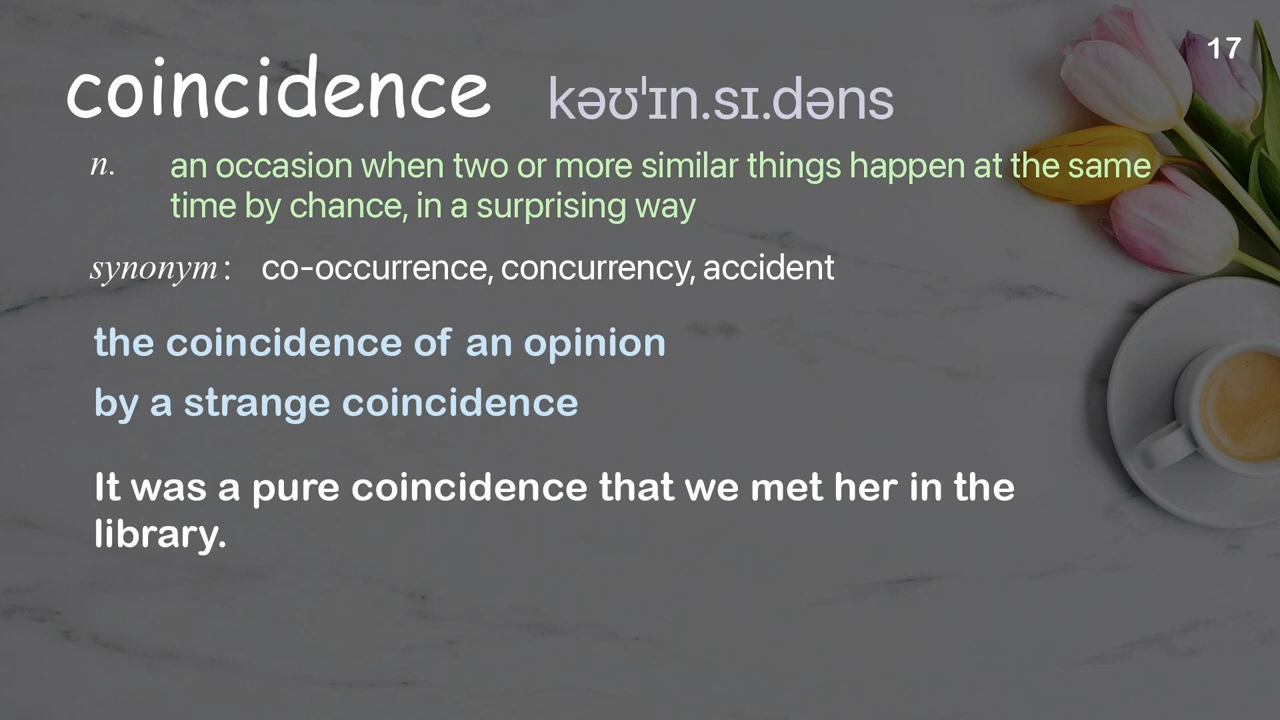 17
coincidence kəʊˈɪn.sɪ.dəns
n. an occasion when two or more similar things happen at the same
time by chance, in a surprising way
synonym: co-occurrence, concurrency, accident
the coincidence of an opinion
by a strange coincidence
It was a pure coincidence that we met her in the
library.